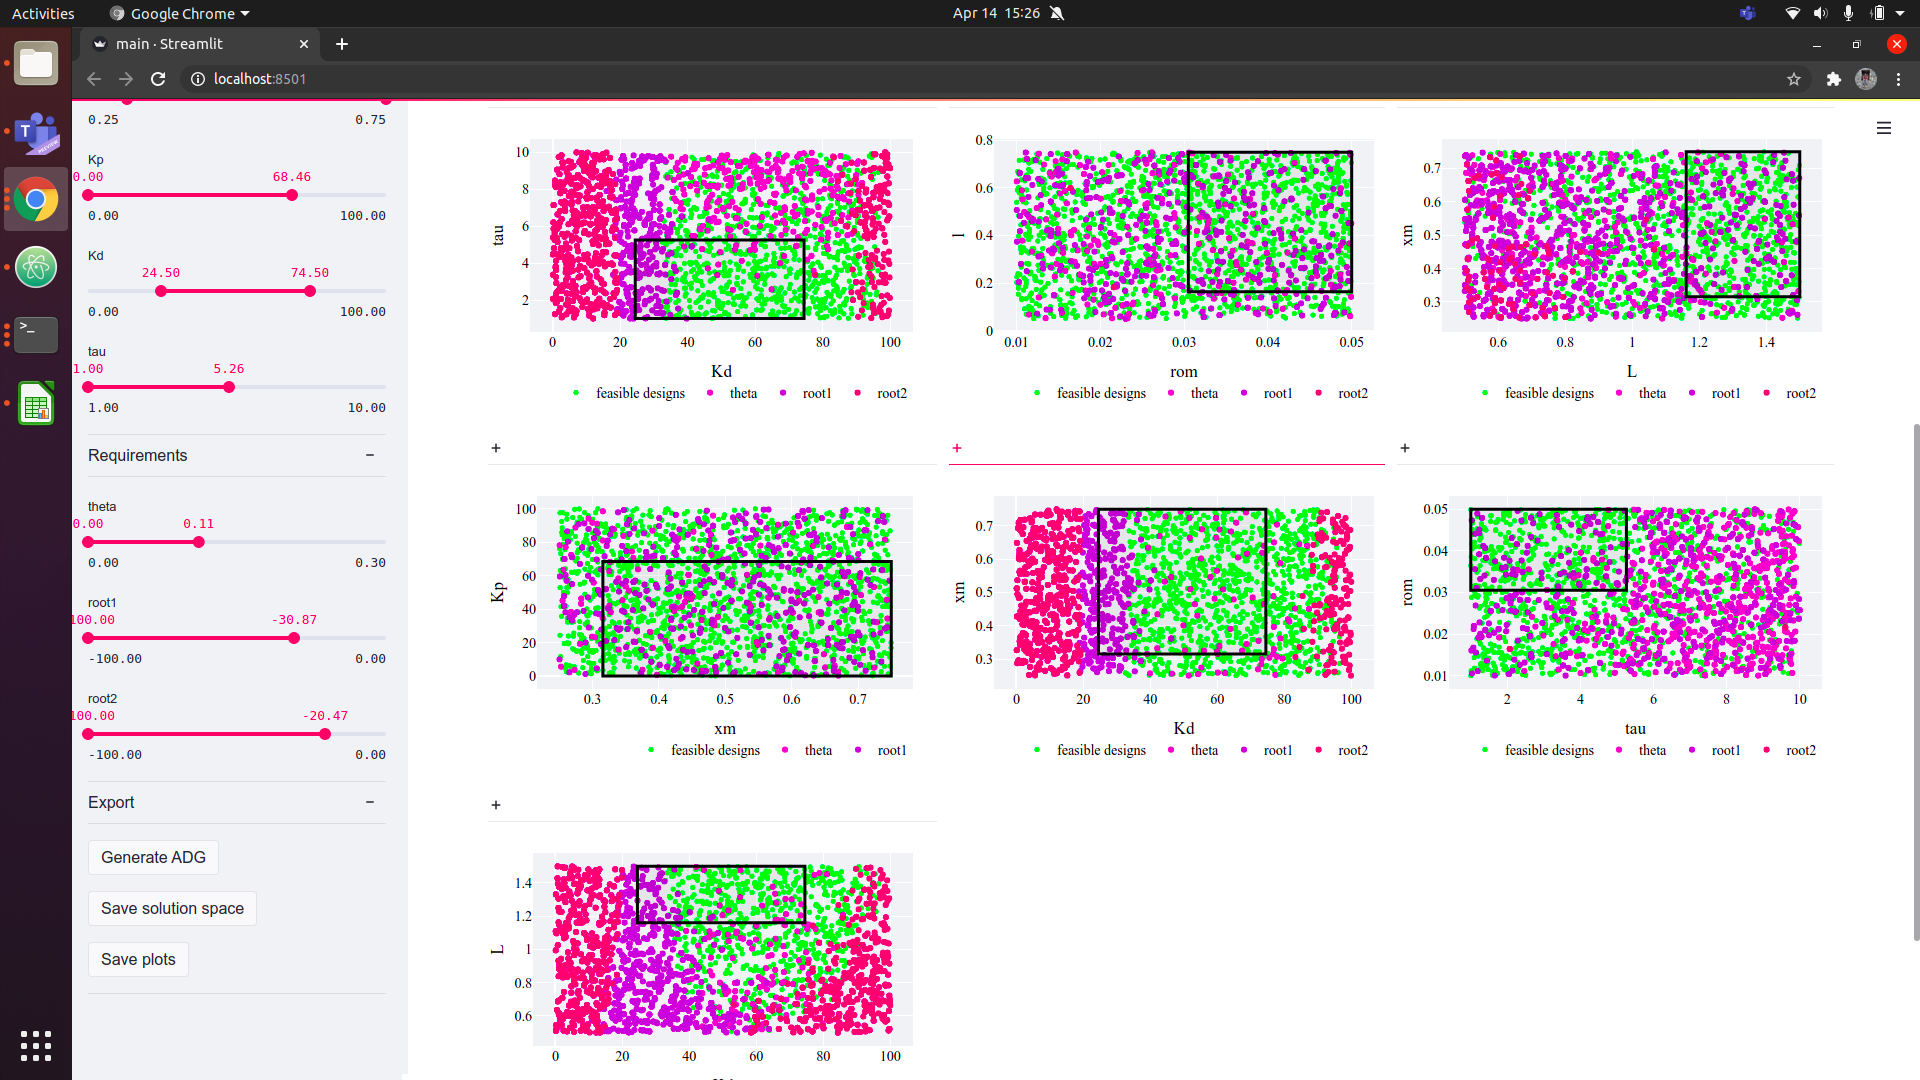 Activities
Google Chrome
Apr 14 15:26
main · Streamlit
localhost:8501
0.25 0.75
Kp
0.00 68.46
0.00 100.00
Kd
24.50 74.50
0.00 100.00
tau
1.00 5.26
1.00 10.00
Requirements
theta
0.00 0.11
0.00 0.30
root1
100.00 -30.87
-100.00 0.00
root2
100.00 -20.47
-100.00 0.00
Export
Generate ADG
Save solution space
Save plots
tau
10
8
6
4
2
0 20 40 60 80 100
Kd
feasible designs theta root1 root2
l
0.8
0.6
0.4
0.2
0
0.01 0.02 0.03 0.04 0.05
rom
feasible designs theta root1 root2
xm
0.7
0.6
0.5
0.4
0.3
0.6 0.8 1 1.2 1.4
L
feasible designs theta root1 root2
Kp
100
80
60
40
20
0
0.3 0.4 0.5 0.6 0.7
xm
feasible designs theta root1
xm
0.7
0.6
0.5
0.4
0.3
0 20 40 60 80 100
Kd
feasible designs theta root1 root2
rom
0.05
0.04
0.03
0.02
0.01
2 4 6 8 10
tau
feasible designs theta root1 root2
L
1.4
1.2
1
0.8
0.6
0 20 40 60 80 100